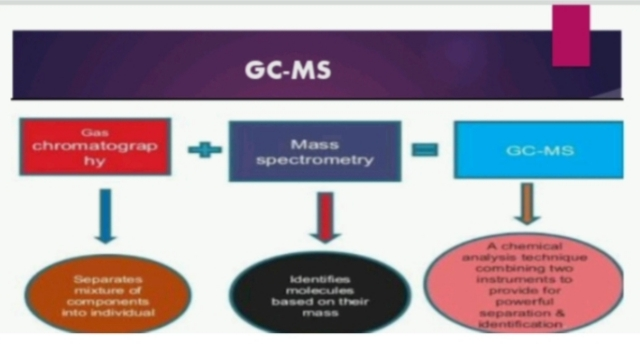 GC-MS
Gas
chromatograp
hy
Mass
spectrometry
GC-MS
Separates
mixture of
components
into individual
Identifies
molecules
based on their
mass
A chemical
analysis technique
combining two
instruments to
provide for
powerful
separation &
identification